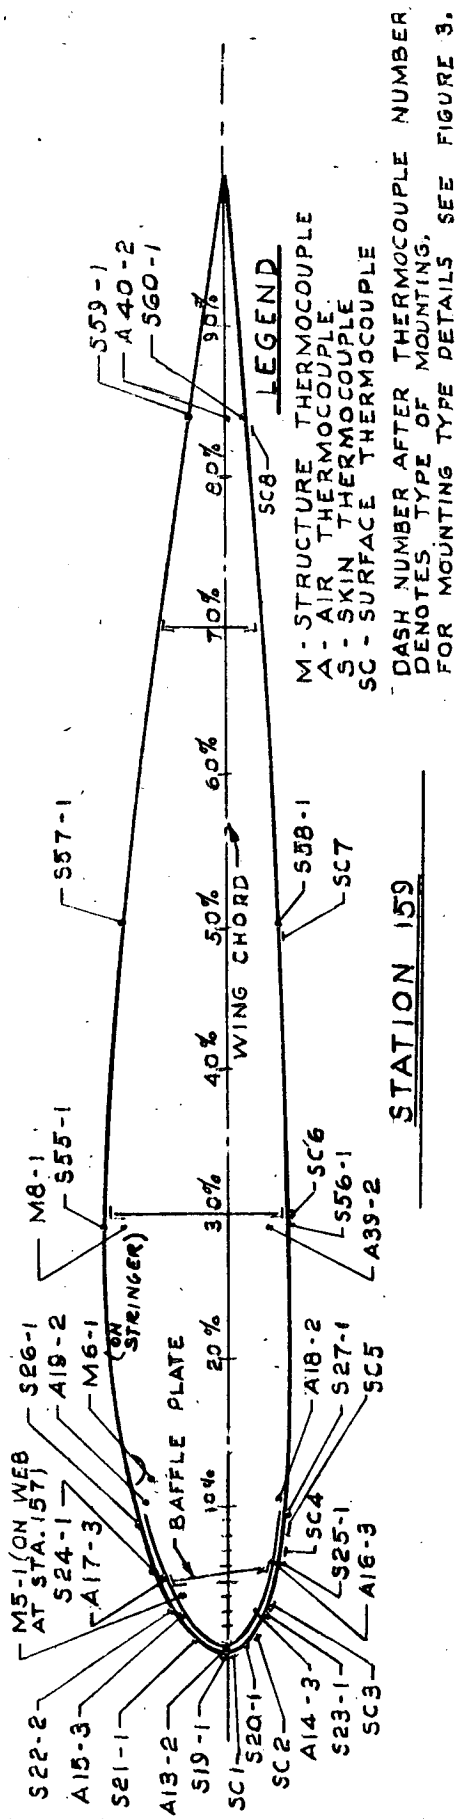 M5-1 (ON WEB
AT STA. 157)
S24-1
A17-3
S22-2
A15-3
S21-1
A13-2
S19-1
SC1
S20-1
SC2
A14-3
S23-1
SC3
A16-3
S25-1
SC4
S26-1
A19-2
M6-1
(ON
STRINGER)
BAFFLE PLATE
A18-2
S27-1
SC5
M8-1
S55-1
SC6
S56-1
A39-2
S57-1
S58-1
SC7
S59-1
A40-2
S60-1
SC8
10%
20%
30%
40%
50%
60%
70%
80%
90%
WING CHORD
STATION 159
LEGEND
M - STRUCTURE THERMOCOUPLE
A - AIR THERMOCOUPLE.
S - SKIN THERMOCOUPLE
SC - SURFACE THERMOCOUPLE
DASH NUMBER AFTER THERMOCOUPLE NUMBER
DENOTES TYPE OF MOUNTING.
FOR MOUNTING TYPE DETAILS SEE FIGURE 3.